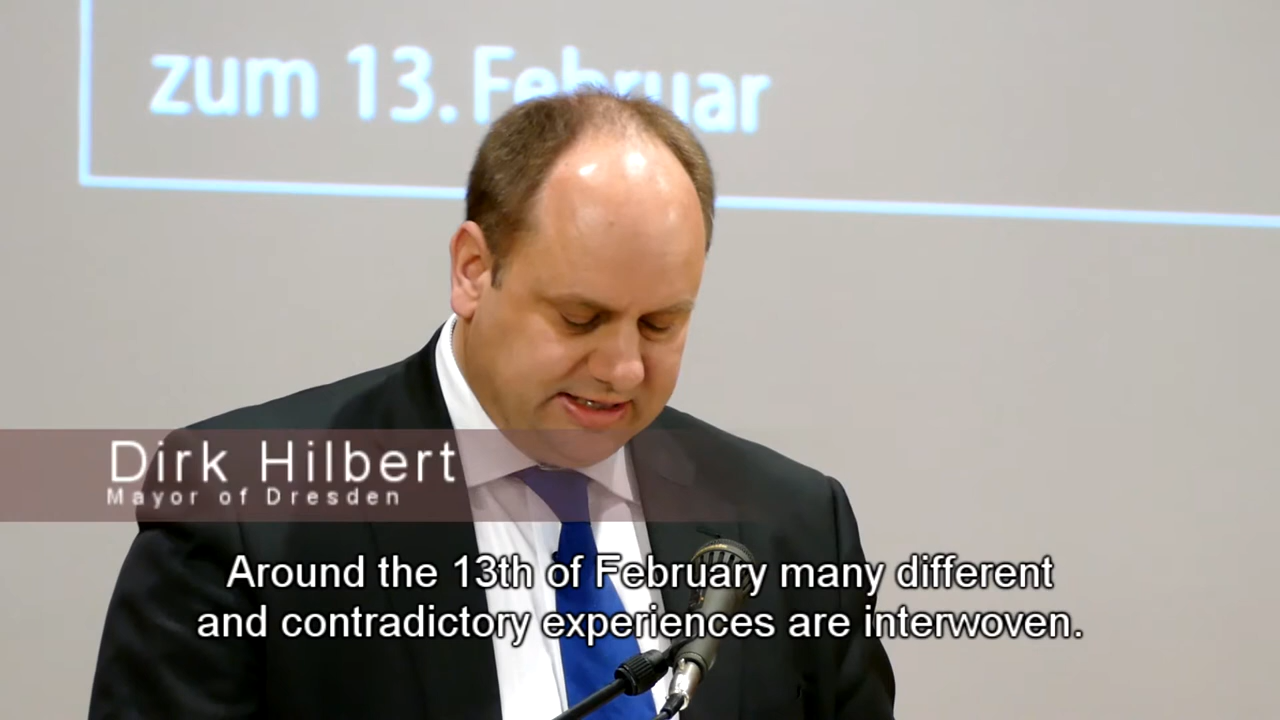 zum 13. Februar
Dirk Hilbert
Mayor of Dresden
Around the 13th of February many different
and contradictory experiences are interwoven.